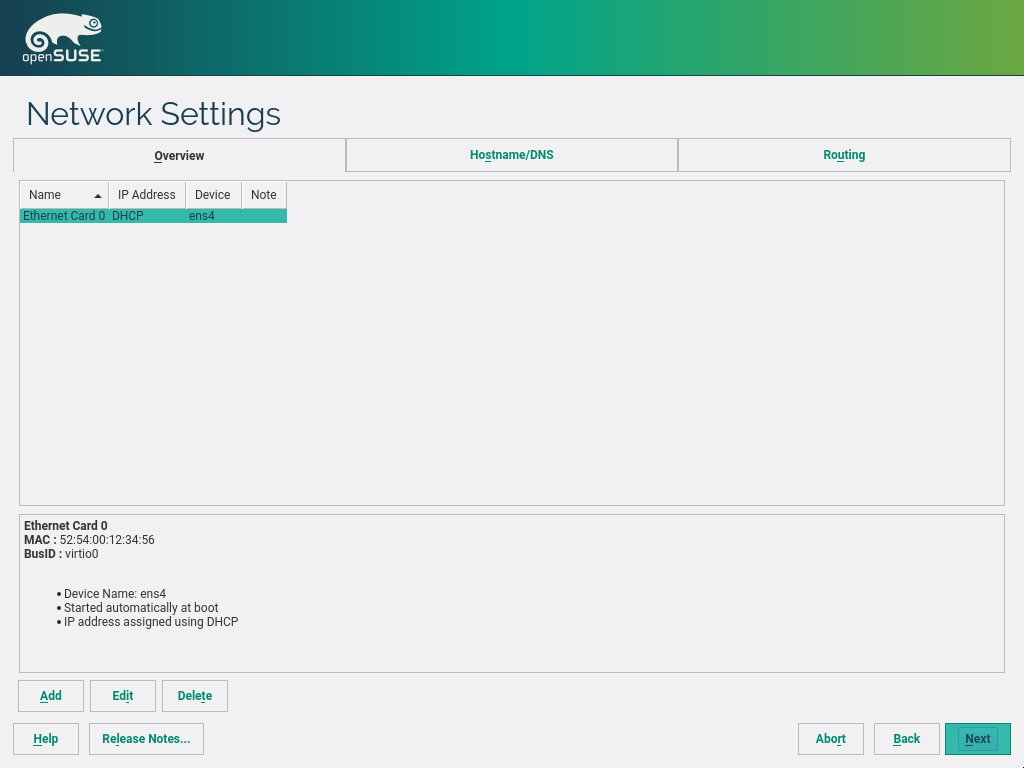 openSUSE
Network Settings
Overview Hostname/DNS Routing
Name IP Address Device Note
Ethernet Card 0 DHCP ens4
Ethernet Card 0
MAC : 52:54:00:12:34:56
BusID : virtio0
• Device Name: ens4
• Started automatically at boot
• IP address assigned using DHCP
Add Edit Delete
Help Release Notes... Abort Back Next